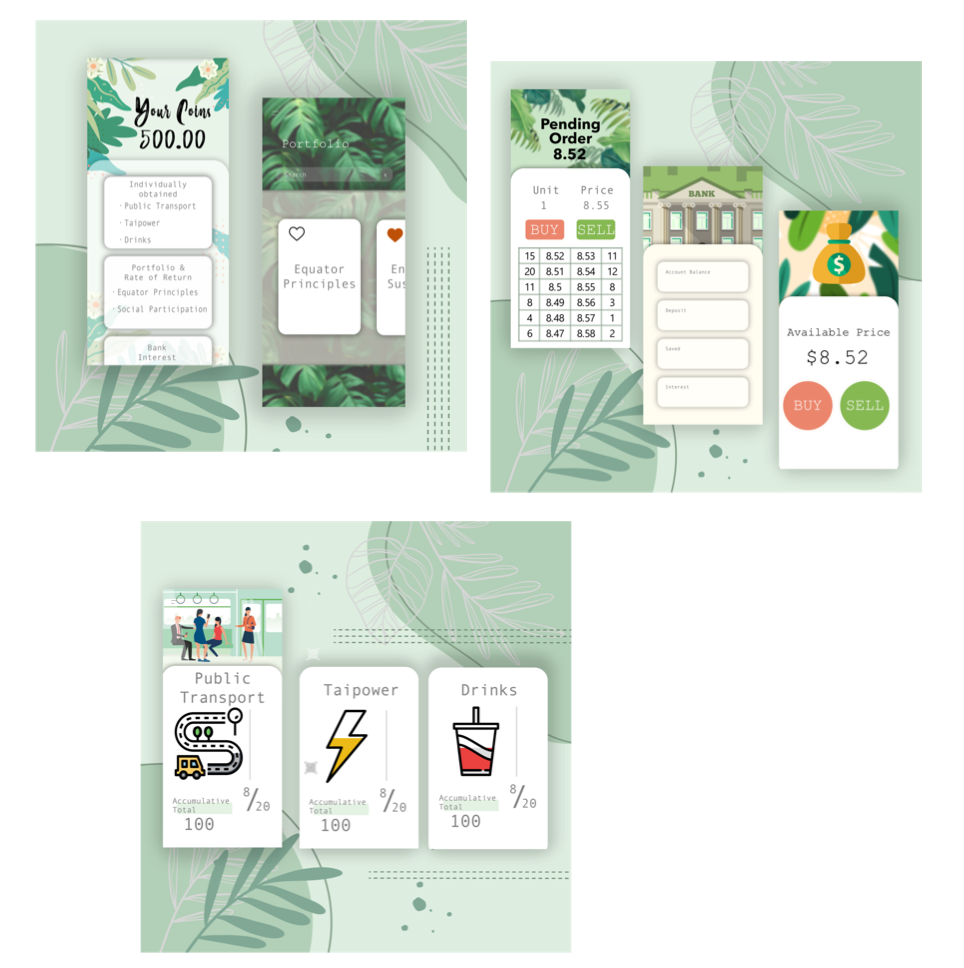 Your Coins
500.00
Individually
obtained
· Public Transport
· Taipower
· Drinks
Portfolio &
Rate of Return
· Equator Principles
· Social Participation
Bank
Interest
Portfolio
Search
Equator
Principles
En
Sus
Pending
Order
8.52
Unit Price
1 8.55
BUY SELL
15 8.52 8.53 11
20 8.51 8.54 12
11 8.5 8.55 8
8 8.49 8.56 3
4 8.48 8.57 1
6 8.47 8.58 2
BANK
Account Balance
Deposit
Saved
Interest
$
Available Price
$8.52
BUY SELL
Public
Transport
Accumulative
Total
100
8/20
Taipower
Accumulative
Total
100
8/20
Drinks
Accumulative
Total
100
8/20